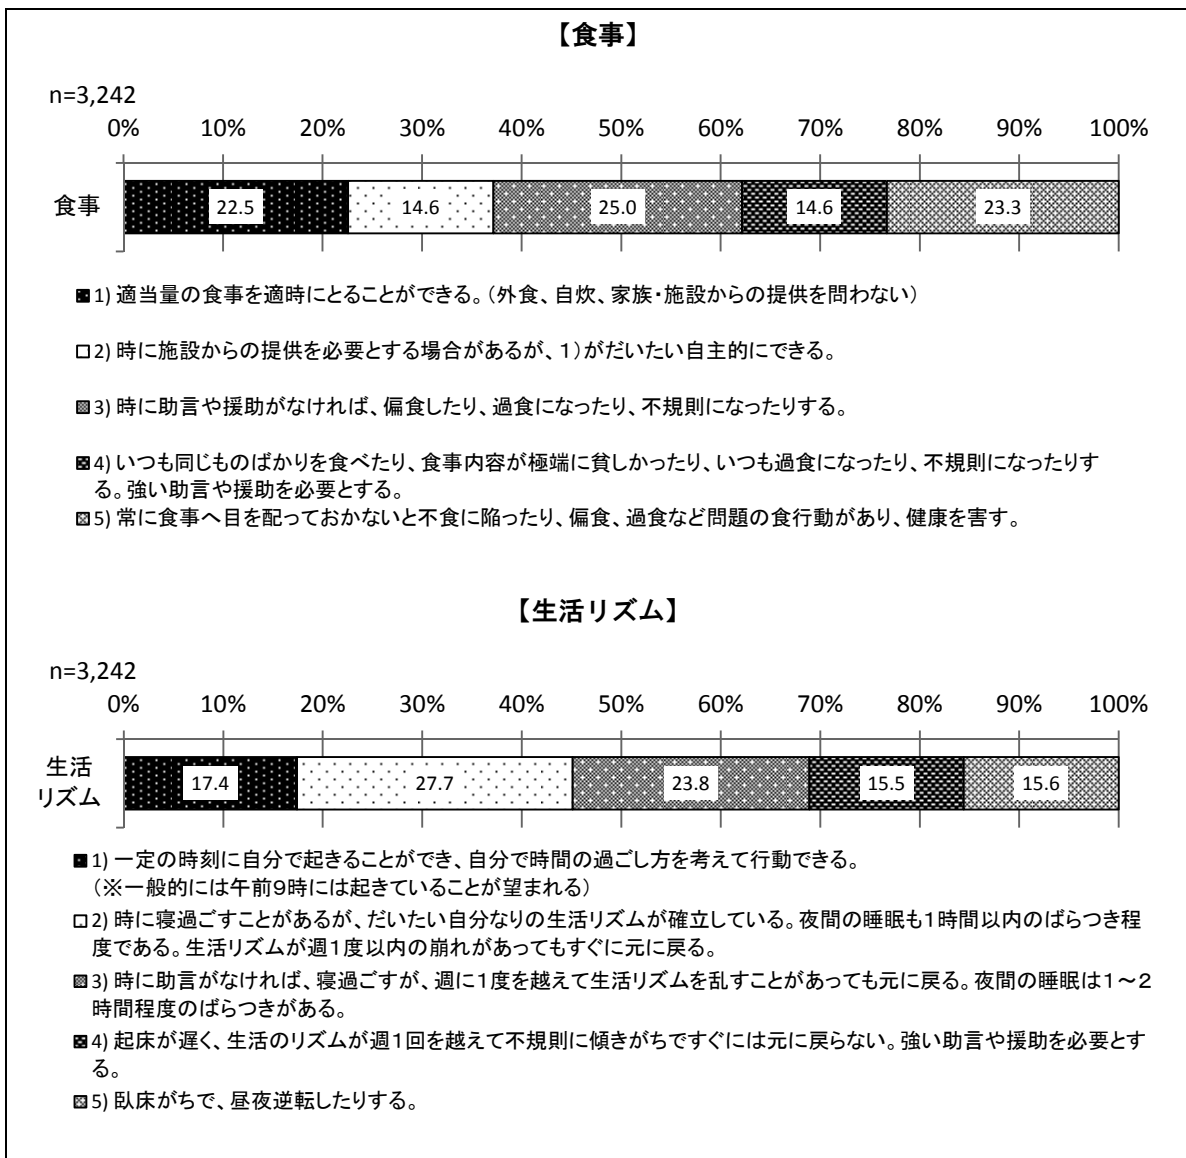 【食事】
n=3,242
0% 10% 20% 30% 40% 50% 60% 70% 80% 90% 100%
食事 22.5 14.6 25.0 14.6 23.3
1) 適当量の食事を適時にとることができる。（外食、自炊、家族・施設からの提供を問わない）
2) 時に施設からの提供を必要とする場合があるが、１）がだいたい自主的にできる。
3) 時に助言や援助がなければ、偏食したり、過食になったり、不規則になったりする。
4) いつも同じものばかりを食べたり、食事内容が極端に貧しかったり、いつも過食になったり、不規則になったりす
る。強い助言や援助を必要とする。
5) 常に食事へ目を配っておかないと不食に陥ったり、偏食、過食など問題の食行動があり、健康を害す。
【生活リズム】
n=3,242
0% 10% 20% 30% 40% 50% 60% 70% 80% 90% 100%
生活
リズム 17.4 27.7 23.8 15.5 15.6
1) 一定の時刻に自分で起きることができ、自分で時間の過ごし方を考えて行動できる。
（※一般的には午前９時には起きていることが望まれる）
2) 時に寝過ごすことがあるが、だいたい自分なりの生活リズムが確立している。夜間の睡眠も１時間以内のばらつき程
度である。生活リズムが週１度以内の崩れがあってもすぐに元に戻る。
3) 時に助言がなければ、寝過ごすが、週に１度を越えて生活リズムを乱すことがあっても元に戻る。夜間の睡眠は１～２
時間程度のばらつきがある。
4) 起床が遅く、生活のリズムが週１回を越えて不規則に傾きがちですぐには元に戻らない。強い助言や援助を必要とす
る。
5) 臥床がちで、昼夜逆転したりする。